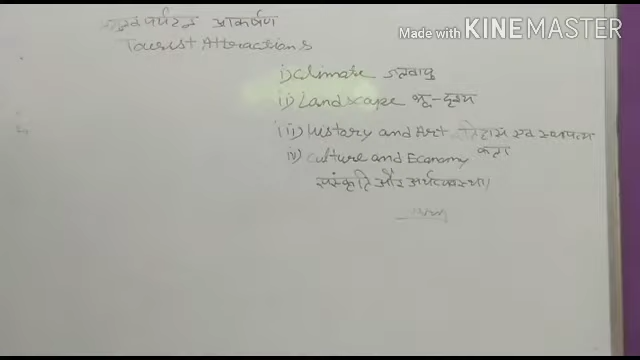 Made with KINEMASTER
पर्यटन आकर्षण
Tourist Attractions
i) Climate जलवायु
ii) Landscape भू-दृश्य
iii) History and Art इतिहास एवं स्थापत्य
कला
iv) Culture and Economy
संस्कृति और अर्थव्यवस्था।